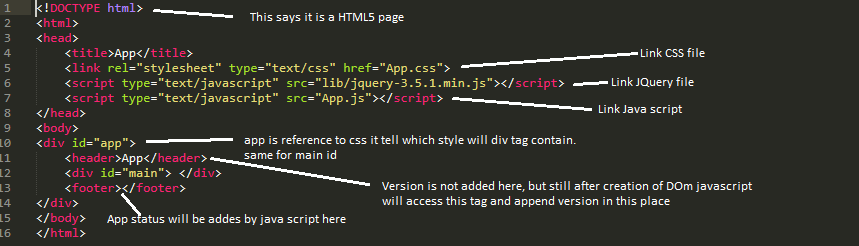 1 <!DOCTYPE html> This says it is a HTML5 page
2 <html>
3 <head>
4 <title>App</title> Link CSS file
5 <link rel="stylesheet" type="text/css" href="App.css">
6 <script type="text/javascript" src="lib/jquery-3.5.1.min.js"></script> Link JQuery file
7 <script type="text/javascript" src="App.js"></script>
8 </head> Link Java script
9 <body>
10 <div id="app"> app is reference to css it tell which style will div tag contain.
11 <header>App</header> same for main id
12 <div id="main"> </div>
13 <footer></footer> Version is not added here, but still after creation of DOm javascript
14 </div> will access this tag and append version in this place
15 </body> App status will be addes by java script here
16 </html>